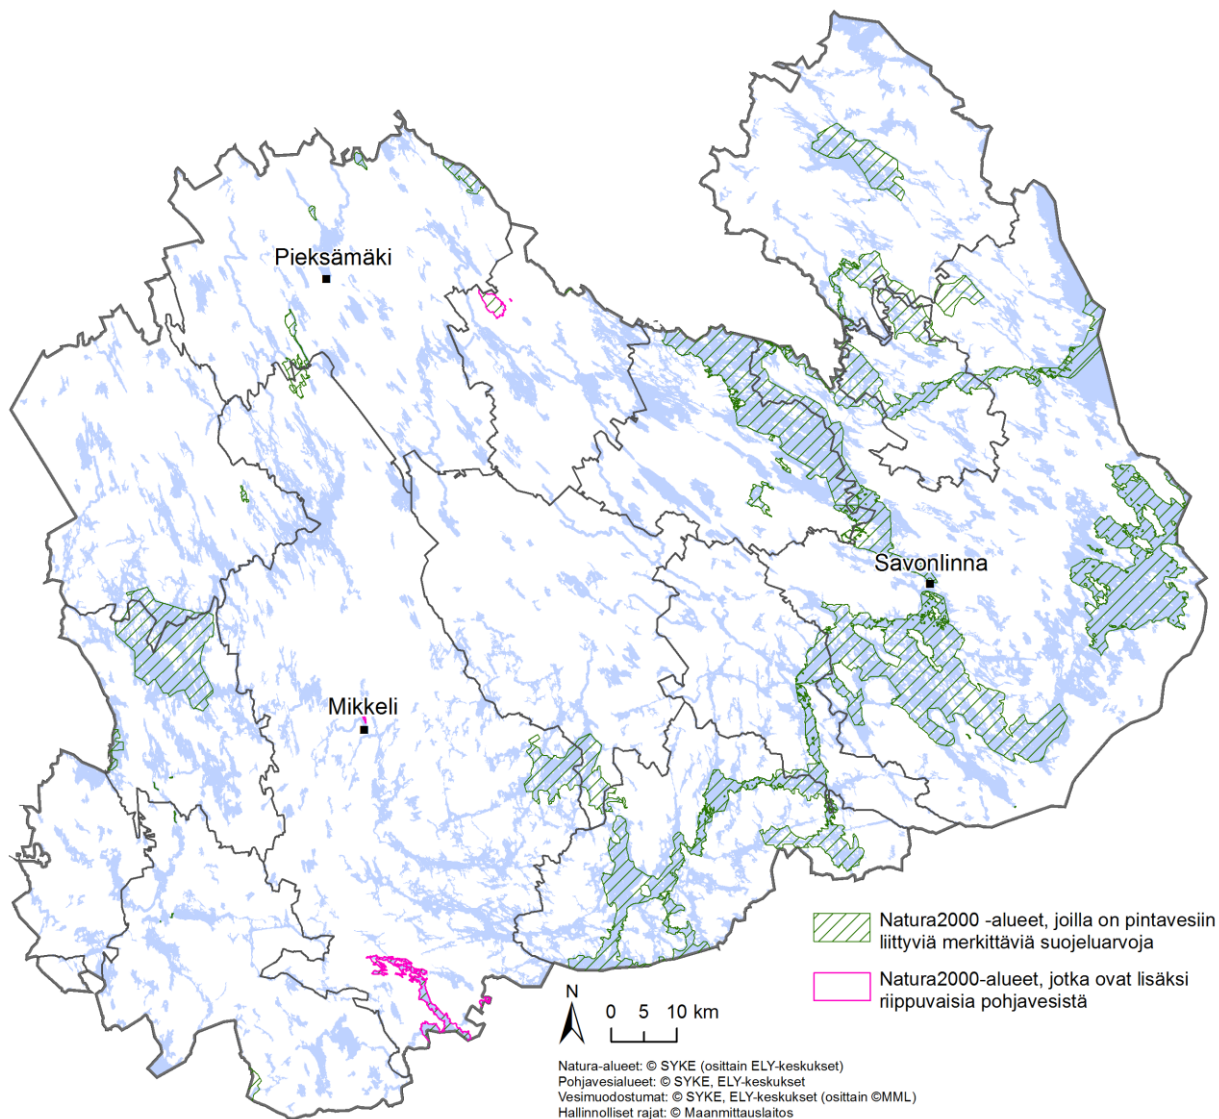 Pieksämäki
Savonlinna
Mikkeli
Natura2000 -alueet, joilla on pintavesiin
liittyviä merkittäviä suojeluarvoja
Natura2000-alueet, jotka ovat lisäksi
riippuvaisia pohjavesistä
N
0 5 10 km
Natura-alueet: © SYKE (osittain ELY-keskukset)
Pohjavesialueet: © SYKE, ELY-keskukset
Vesimuodostumat: © SYKE, ELY-keskukset (osittain ©MML)
Hallinnolliset rajat: © Maanmittauslaitos